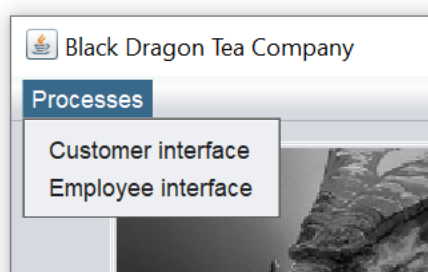 Black Dragon Tea Company
Processes
Customer interface
Employee interface